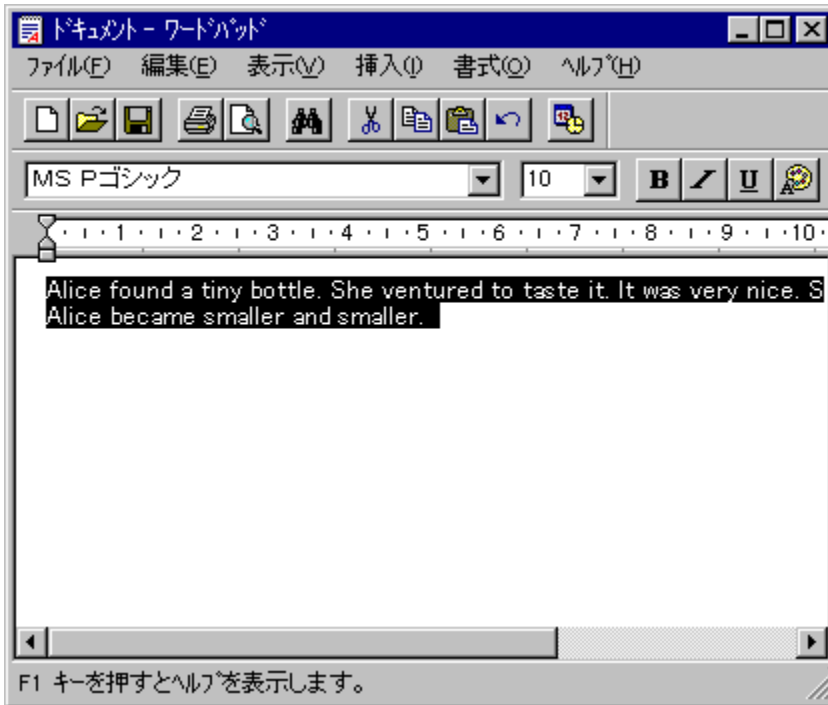 ﾄﾞｷｭﾒﾝﾄ - ﾜｰﾄﾞﾊﾟｯﾄﾞ
ﾌｧｲﾙ(F) 編集(E) 表示(V) 挿入(I) 書式(O) ﾍﾙﾌﾟ(H)
MS Pゴシック 10 B I U
1 2 3 4 5 6 7 8 9 10
Alice found a tiny bottle. She ventured to taste it. It was very nice. S
Alice became smaller and smaller.
F1 キーを押すとﾍﾙﾌﾟを表示します。